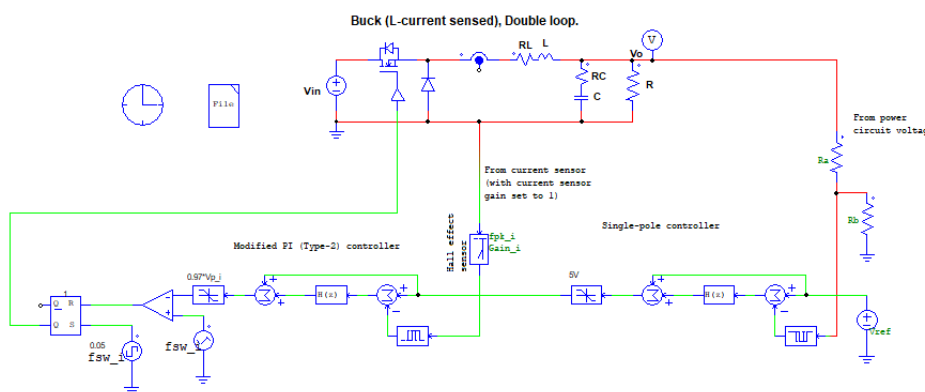 Buck (L-current sensed), Double loop.
V
RL
L
Vo
Vin
RC
C
R
File
From power
circuit voltage
Ra
From current sensor
(with current sensor
gain set to 1)
Rb
Single-pole controller
fpk_i
Gain_i
Hall effect
sensor
Modified PI (Type-2) controller
0.97*Vp_i
5V
H(z)
H(z)
1
Q R
Q S
0.05
fsw_i
fsw_i
Vref